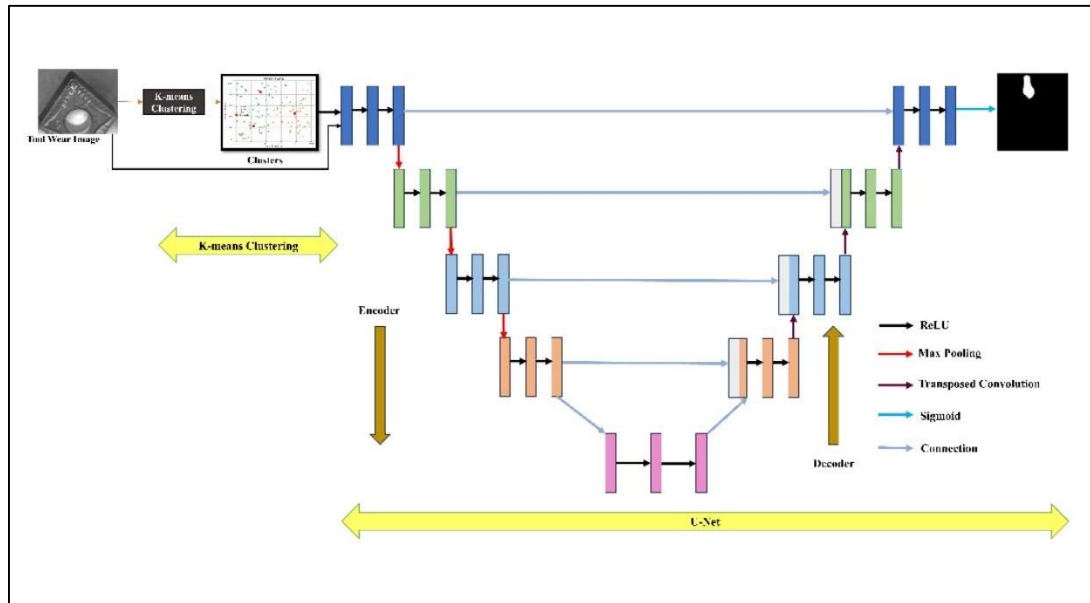 K-means
Clustering
Tool Wear Image
Clusters
K-means Clustering
Encoder
ReLU
Max Pooling
Transposed Convolution
Sigmoid
Connection
Decoder
U-Net